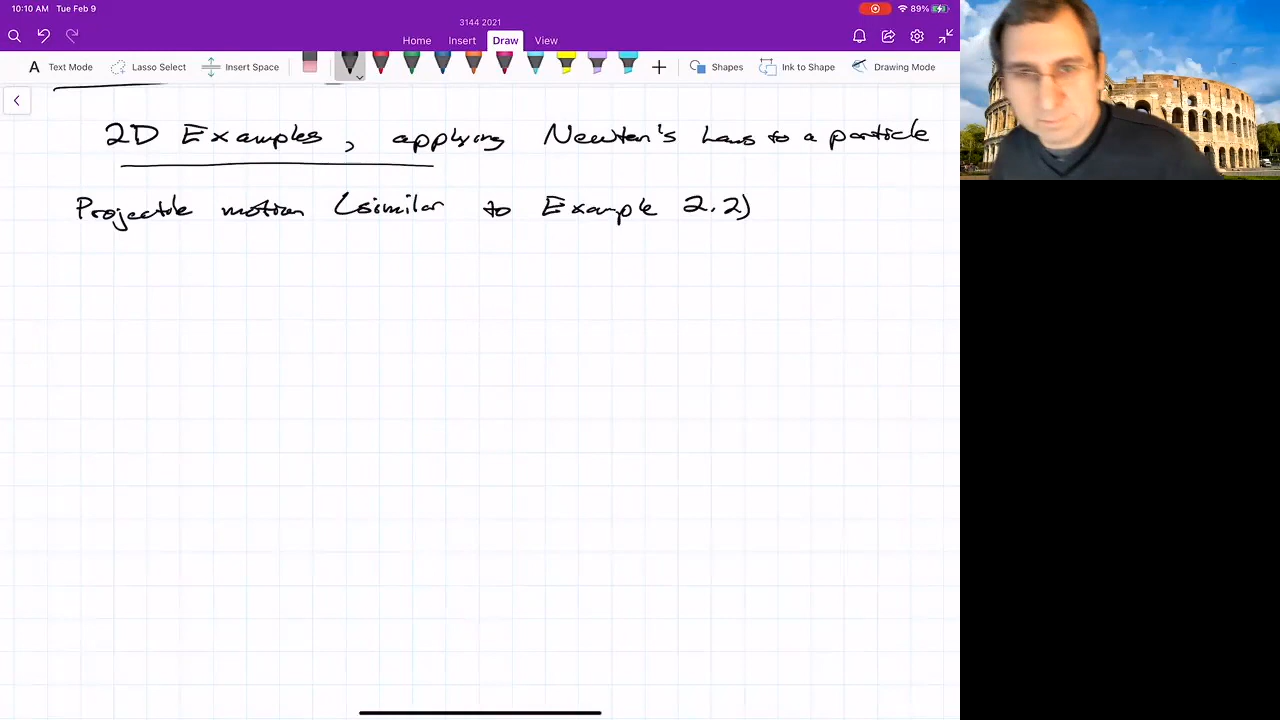 10:10 AM Tue Feb 9
89%
3144 2021
Home Insert Draw View
A Text Mode Lasso Select Insert Space Shapes Ink to Shape Drawing Mode
2D Examples, applying Newton's Laws to a particle
Projectile motion (similar to Example 2.2)